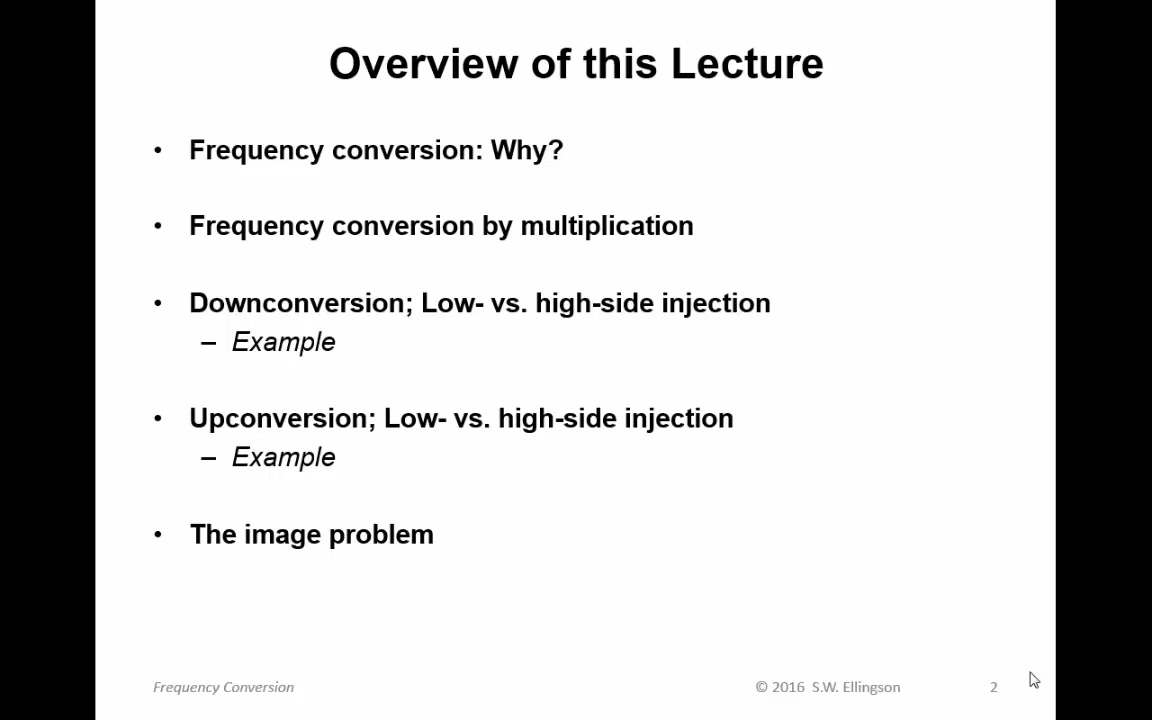 Overview of this Lecture
• Frequency conversion: Why?
• Frequency conversion by multiplication
• Downconversion; Low- vs. high-side injection
– Example
• Upconversion; Low- vs. high-side injection
– Example
• The image problem
Frequency Conversion © 2016 S.W. Ellingson 2